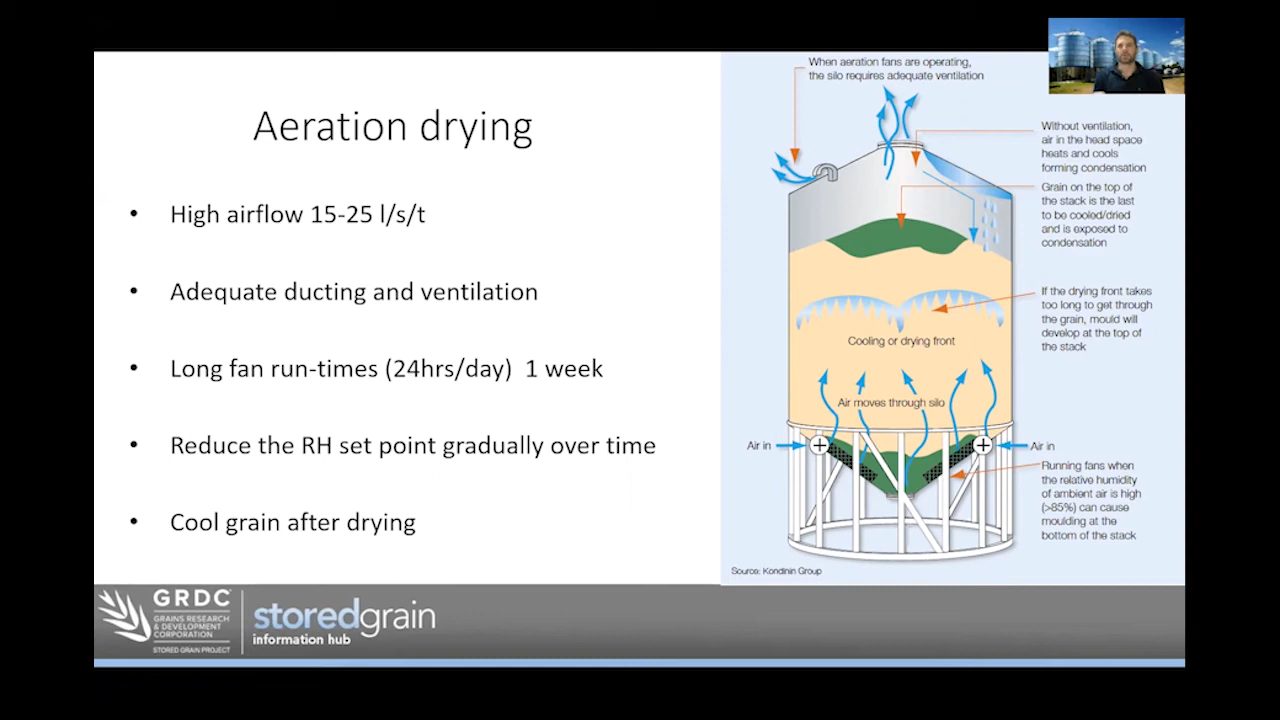 Aeration drying
• High airflow 15-25 l/s/t
• Adequate ducting and ventilation
• Long fan run-times (24hrs/day)  1 week
• Reduce the RH set point gradually over time
• Cool grain after drying
When aeration fans are operating,
the silo requires adequate ventilation
Without ventilation,
air in the head space
heats and cools
forming condensation
Grain on the top of
the stack is the last
to be cooled/dried
and is exposed to
condensation
If the drying front takes
too long to get through
the grain, mould will
develop at the top of
the stack
Cooling or drying front
Air moves through silo
Air in
Air in
Running fans when
the relative humidity
of ambient air is high
(>85%) can cause
moulding at the
bottom of the stack
Source: Kondinin Group
GRDC
GRAINS RESEARCH
& DEVELOPMENT
CORPORATION
STORED GRAIN PROJECT
storedgrain
information hub